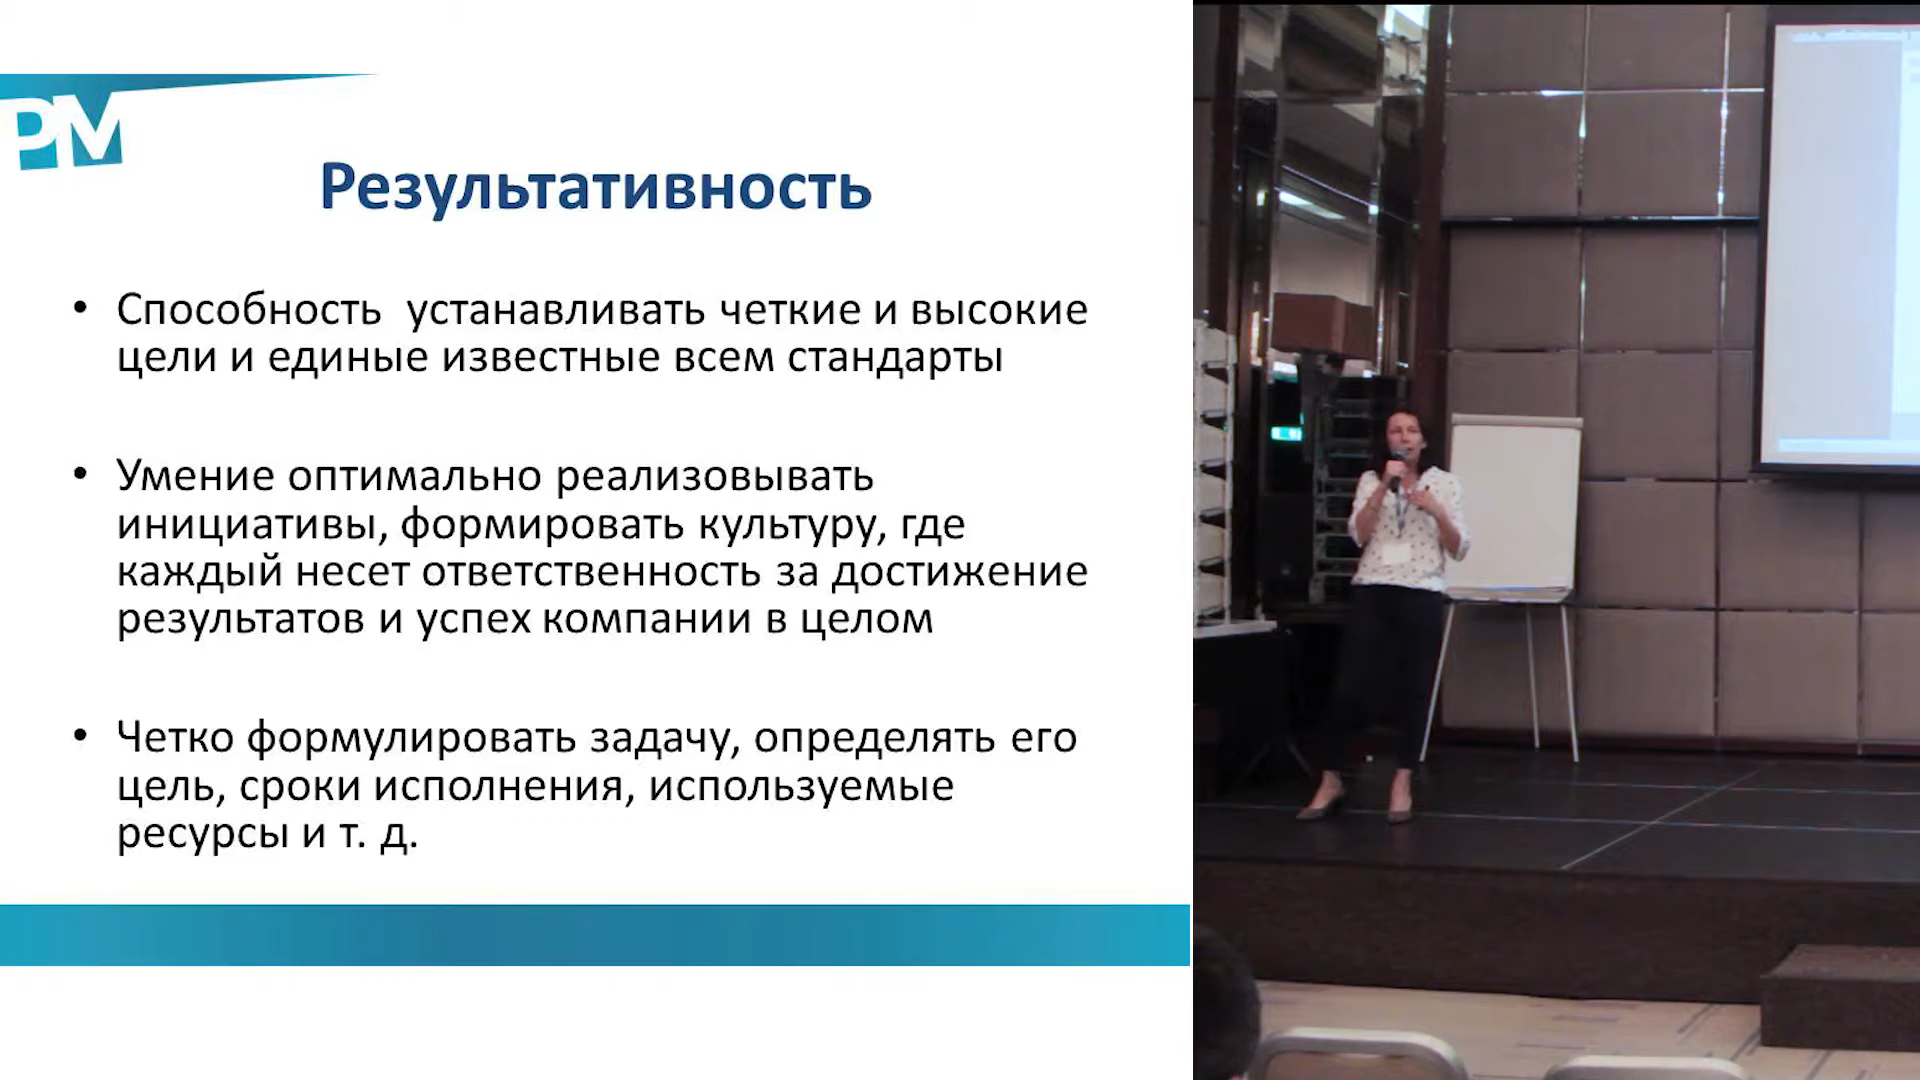 PM
Результативность
• Способность устанавливать четкие и высокие
цели и единые известные всем стандарты
• Умение оптимально реализовывать
инициативы, формировать культуру, где
каждый несет ответственность за достижение
результатов и успех компании в целом
• Четко формулировать задачу, определять его
цель, сроки исполнения, используемые
ресурсы и т. д.